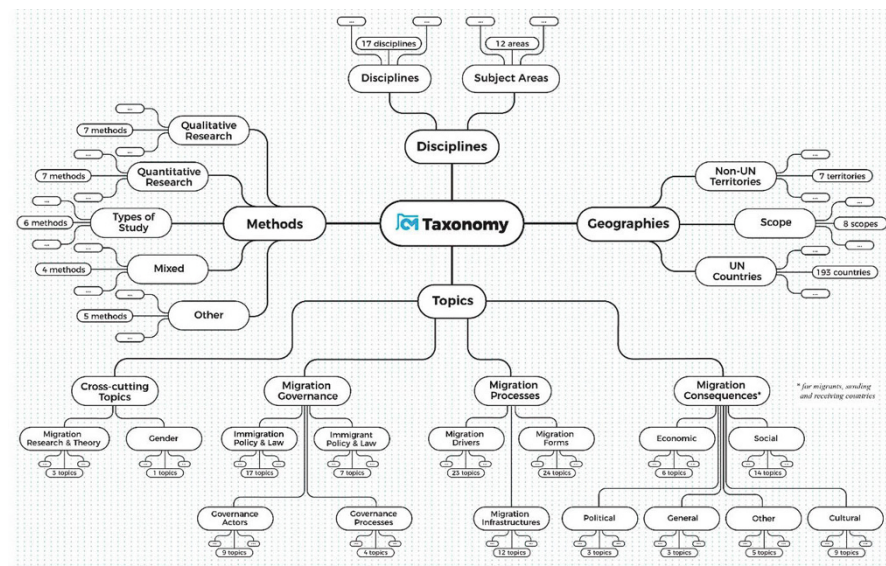 ...
...
17 disciplines
Disciplines
...
...
12 areas
Subject Areas
Disciplines
...
7 methods
...
Qualitative
Research
...
7 methods
...
Quantitative
Research
...
6 methods
...
Types of
Study
...
4 methods
...
Mixed
...
5 methods
...
Other
Methods
Taxonomy
Geographies
Non-UN
Territories
...
7 territories
...
Scope
...
8 scopes
...
UN
Countries
...
193 countries
...
Topics
Cross-cutting
Topics
Migration
Research & Theory
...
...
Gender
...
1 topics
...
Migration
Governance
Immigration
Policy & Law
...
17 topics
...
Immigrant
Policy & Law
...
7 topics
...
Governance
Actors
...
9 topics
...
Governance
Processes
...
4 topics
...
Migration
Processes
Migration
Drivers
...
23 topics
...
Migration
Forms
...
24 topics
...
Migration
Infrastructures
...
12 topics
...
Migration
Consequences*
* for migrants, sending
and receiving countries
Economic
...
6 topics
...
Social
...
14 topics
...
Political
...
3 topics
...
General
...
3 topics
...
Other
...
5 topics
...
Cultural
...
9 topics
...